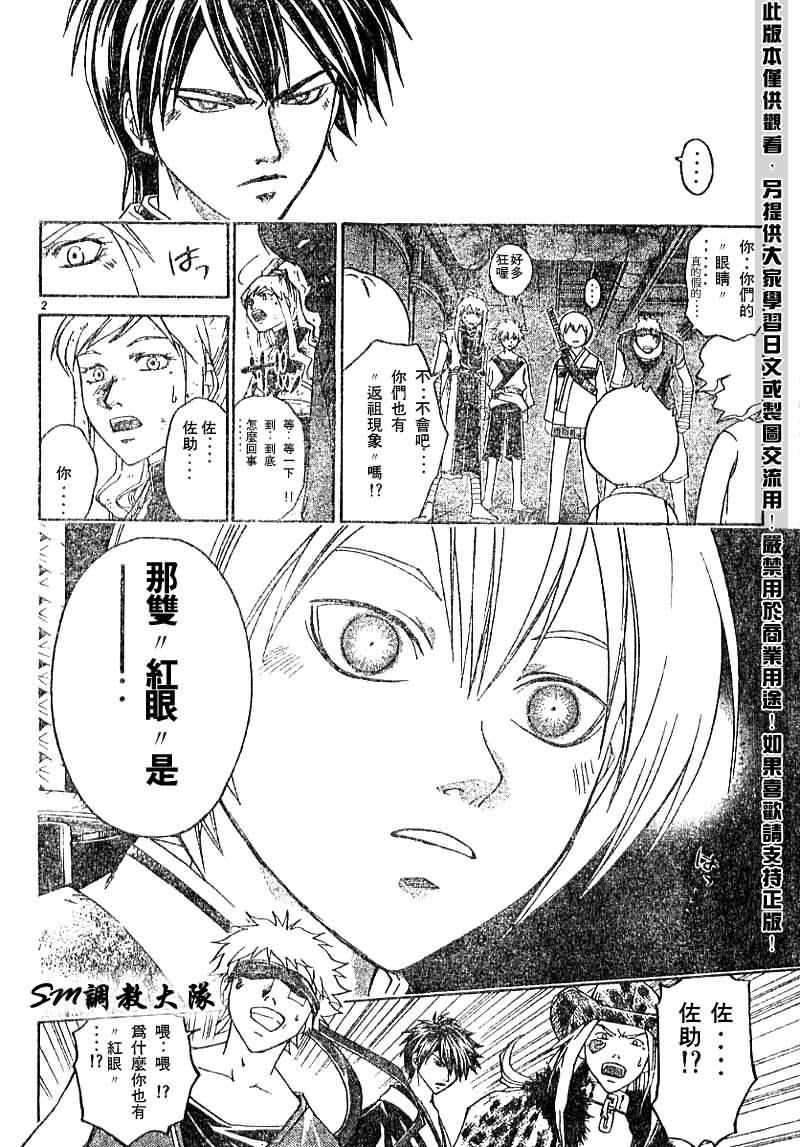 此版本僅供觀看．另提供大家學習日文或製圖交流用！嚴禁用於商業用途！如果喜歡請支持正版！
‥‥
你‥你們的
〝眼睛〞
‥‥‥
真的假的‥‥
‥‥
好多
狂喔
不‥不會吧‥‥
你們也有
〝返祖現象〞嗎!?
等‥等一下‥!!
到‥到底
怎麼回事
はっ
2
佐‥‥
佐助
你‥‥
那雙〝紅眼〞是
━━━‥
はぁ
佐‥‥
佐助!?
喂‥喂‥!?
為什麼你也有
〝紅眼〞
‥‥‥!?
SM調教大隊